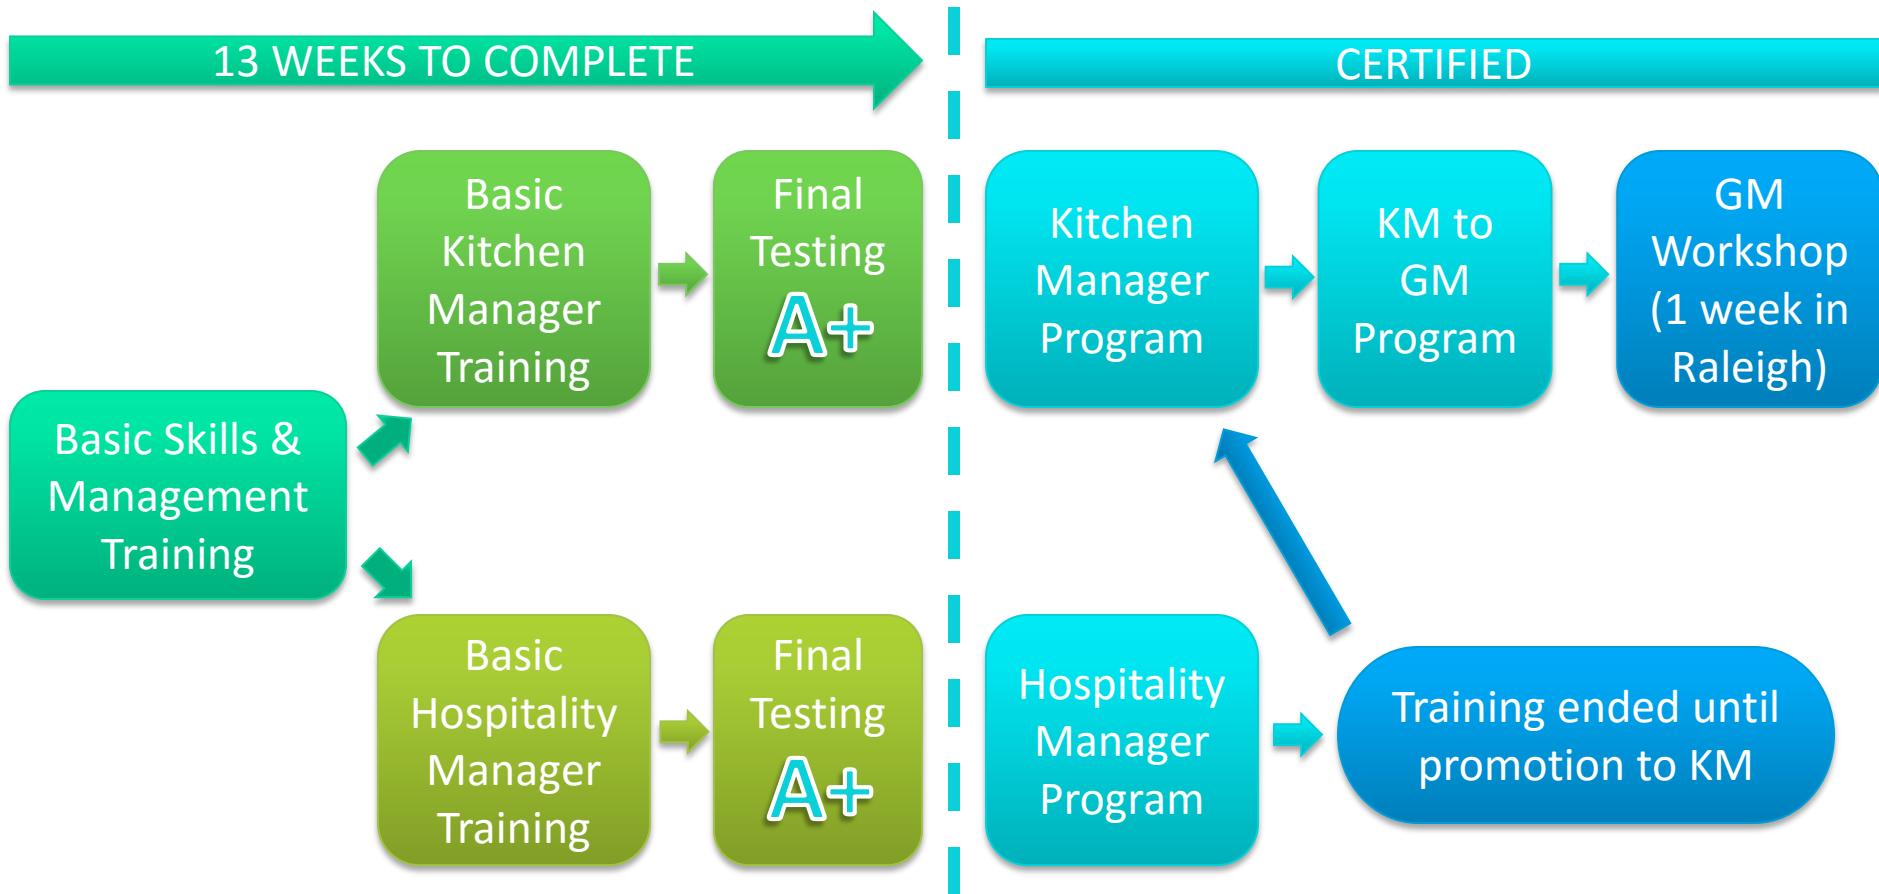 13 WEEKS TO COMPLETE
CERTIFIED
Basic
Kitchen
Manager
Training
Final
Testing
A+
Kitchen
Manager
Program
KM to
GM
Program
GM
Workshop
(1 week in
Raleigh)
Basic Skills &
Management
Training
Basic
Hospitality
Manager
Training
Final
Testing
A+
Hospitality
Manager
Program
Training ended until
promotion to KM